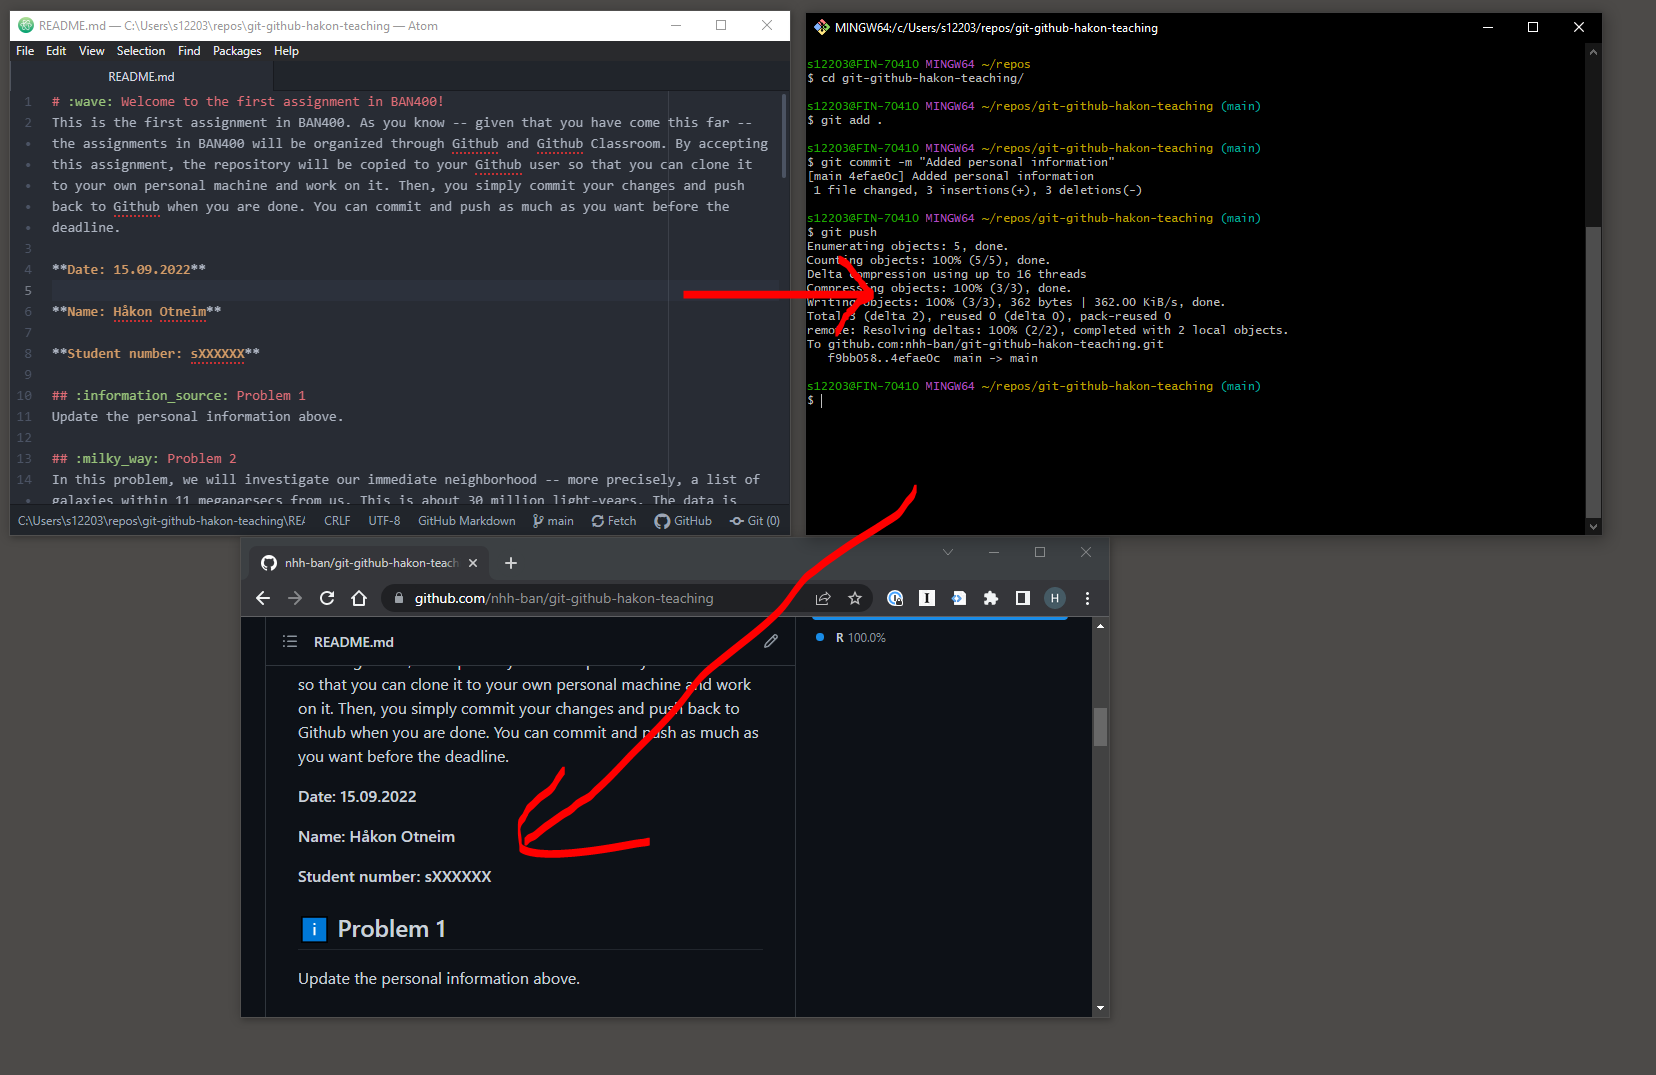 README.md — C:\Users\s12203\repos\git-github-hakon-teaching — Atom
File Edit View Selection Find Packages Help
README.md
1 # :wave: Welcome to the first assignment in BAN400!
2 This is the first assignment in BAN400. As you know -- given that you have come this far --
• the assignments in BAN400 will be organized through Github and Github Classroom. By accepting
• this assignment, the repository will be copied to your Github user so that you can clone it
• to your own personal machine and work on it. Then, you simply commit your changes and push
• back to Github when you are done. You can commit and push as much as you want before the
• deadline.
3
4 **Date: 15.09.2022**
5
6 **Name: Håkon Otneim**
7
8 **Student number: sXXXXXX**
9
10 ## :information_source: Problem 1
11 Update the personal information above.
12
13 ## :milky_way: Problem 2
14 In this problem, we will investigate our immediate neighborhood -- more precisely, a list of
• galaxies within 11 megaparsecs from us. This is about 30 million light-years. The data is
C:\Users\s12203\repos\git-github-hakon-teaching\REA CRLF UTF-8 GitHub Markdown main Fetch GitHub Git (0)
MINGW64:/c/Users/s12203/repos/git-github-hakon-teaching
s12203@FIN-70410 MINGW64 ~/repos
$ cd git-github-hakon-teaching/
s12203@FIN-70410 MINGW64 ~/repos/git-github-hakon-teaching (main)
$ git add .
s12203@FIN-70410 MINGW64 ~/repos/git-github-hakon-teaching (main)
$ git commit -m "Added personal information"
[main 4efae0c] Added personal information
1 file changed, 3 insertions(+), 3 deletions(-)
s12203@FIN-70410 MINGW64 ~/repos/git-github-hakon-teaching (main)
$ git push
Enumerating objects: 5, done.
Counting objects: 100% (5/5), done.
Delta compression using up to 16 threads
Compressing objects: 100% (3/3), done.
Writing objects: 100% (3/3), 362 bytes | 362.00 KiB/s, done.
Total 3 (delta 2), reused 0 (delta 0), pack-reused 0
remote: Resolving deltas: 100% (2/2), completed with 2 local objects.
To github.com:nhh-ban/git-github-hakon-teaching.git
f9bb058..4efae0c main -> main
s12203@FIN-70410 MINGW64 ~/repos/git-github-hakon-teaching (main)
$
nhh-ban/git-github-hakon-teach
github.com/nhh-ban/git-github-hakon-teaching
H
README.md
R 100.0%
so that you can clone it to your own personal machine and work
on it. Then, you simply commit your changes and push back to
Github when you are done. You can commit and push as much as
you want before the deadline.
Date: 15.09.2022
Name: Håkon Otneim
Student number: sXXXXXX
i Problem 1
Update the personal information above.